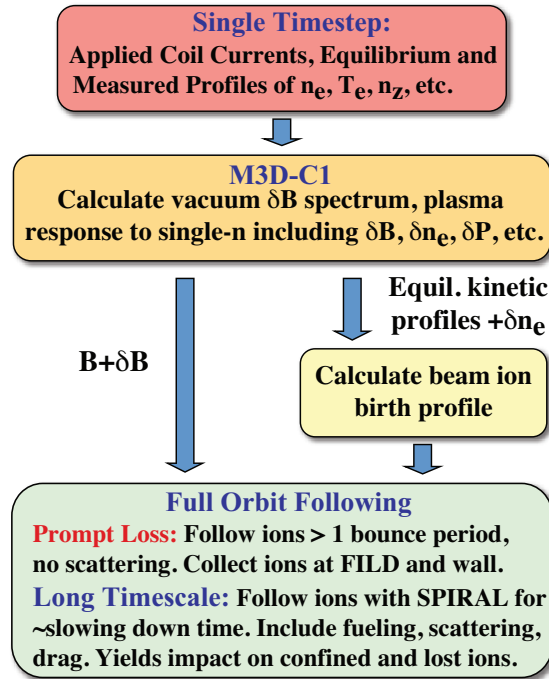 Single Timestep:
Applied Coil Currents, Equilibrium and
Measured Profiles of nₑ, Tₑ, n_z, etc.
M3D-C1
Calculate vacuum δB spectrum, plasma
response to single-n including δB, δnₑ, δP, etc.
Equil. kinetic
profiles +δnₑ
B+δB
Calculate beam ion
birth profile
Full Orbit Following
Prompt Loss: Follow ions > 1 bounce period,
no scattering. Collect ions at FILD and wall.
Long Timescale: Follow ions with SPIRAL for
~slowing down time. Include fueling, scattering,
drag. Yields impact on confined and lost ions.